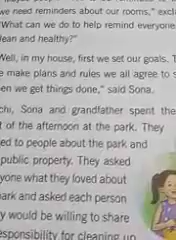 we need reminders about our rooms," excl
"What can we do to help remind everyone
lean and healthy?"
Well, in my house, first we set our goals. T
e make plans and rules we all agree to s
en we get things done," said Sona.
chi, Sona and grandfather spent the
t of the afternoon at the park. They
ed to people about the park and
public property. They asked
yone what they loved about
ark and asked each person
y would be willing to share
esponsibility for cleaning up